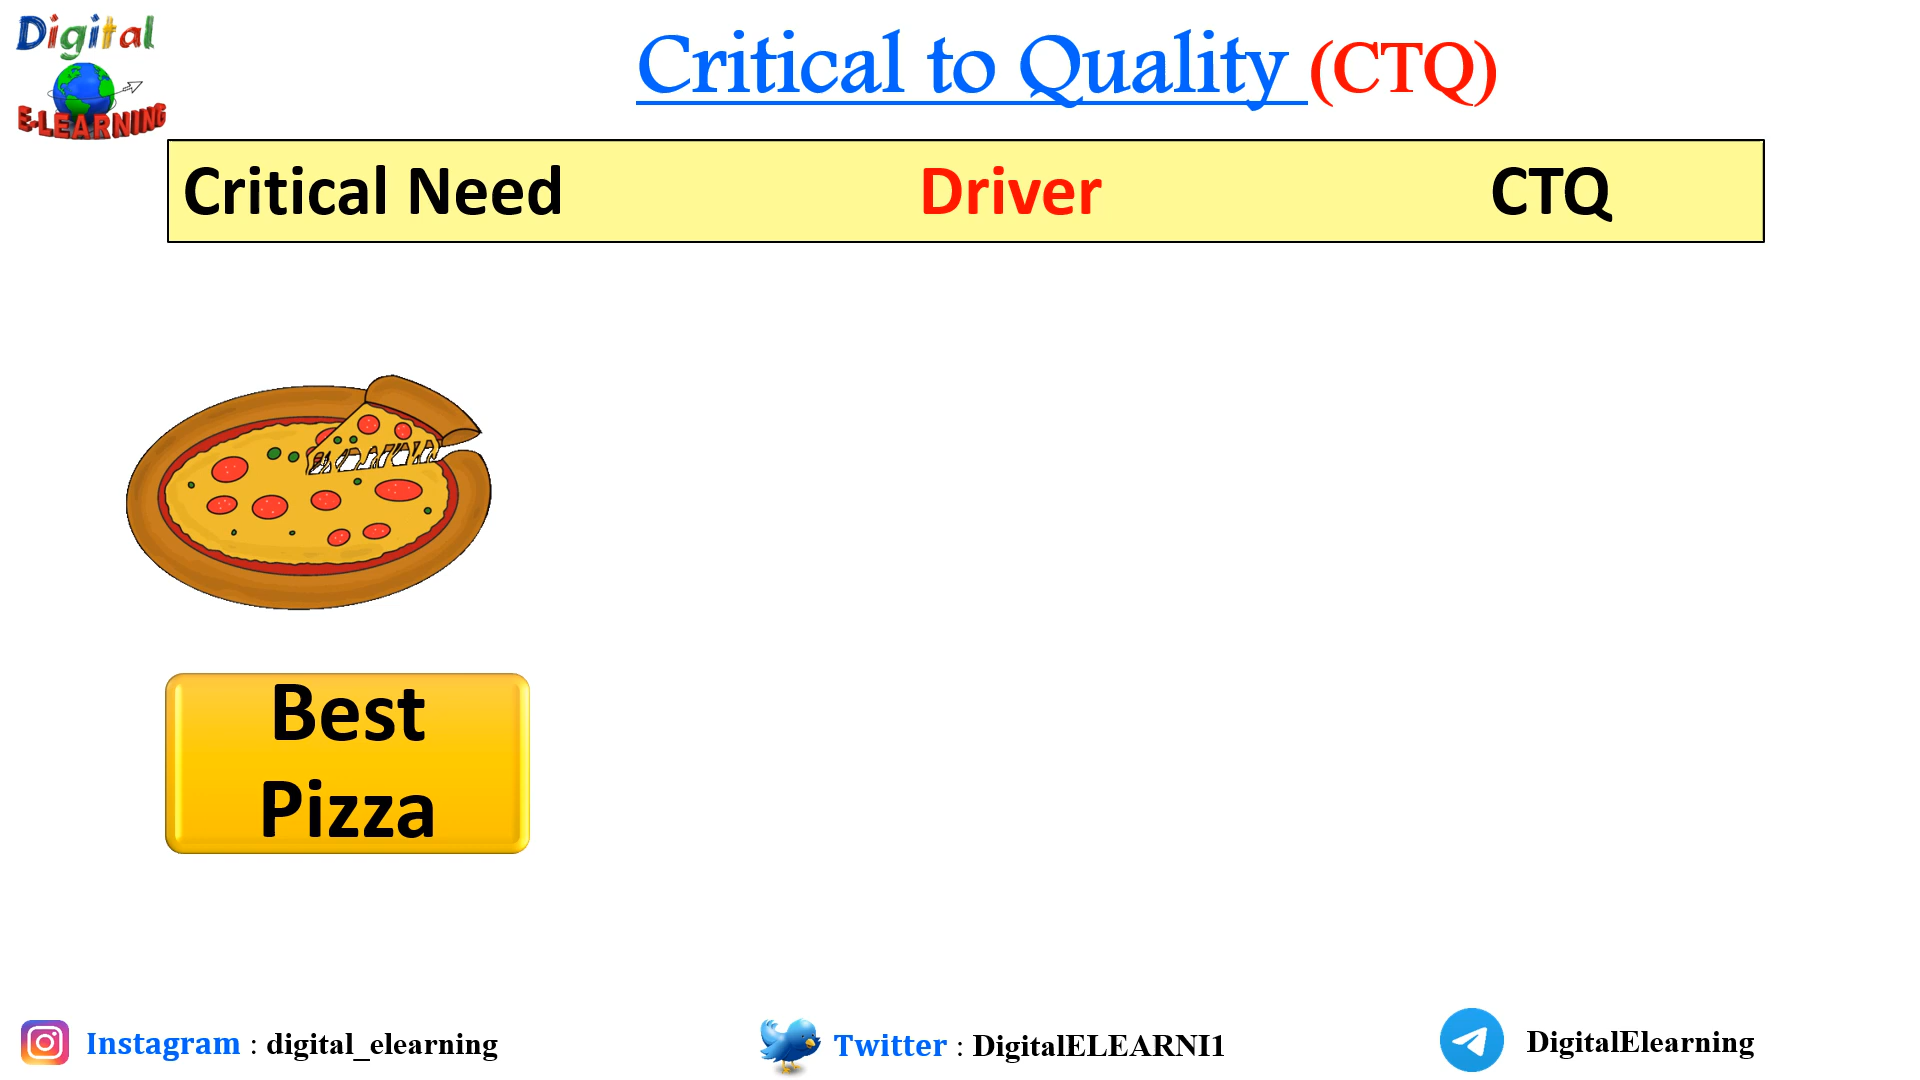 Digital
E-LEARNING
Critical to Quality (CTQ)
Critical Need Driver CTQ
Best
Pizza
Instagram : digital_elearning
Twitter : DigitalELEARNI1
DigitalElearning